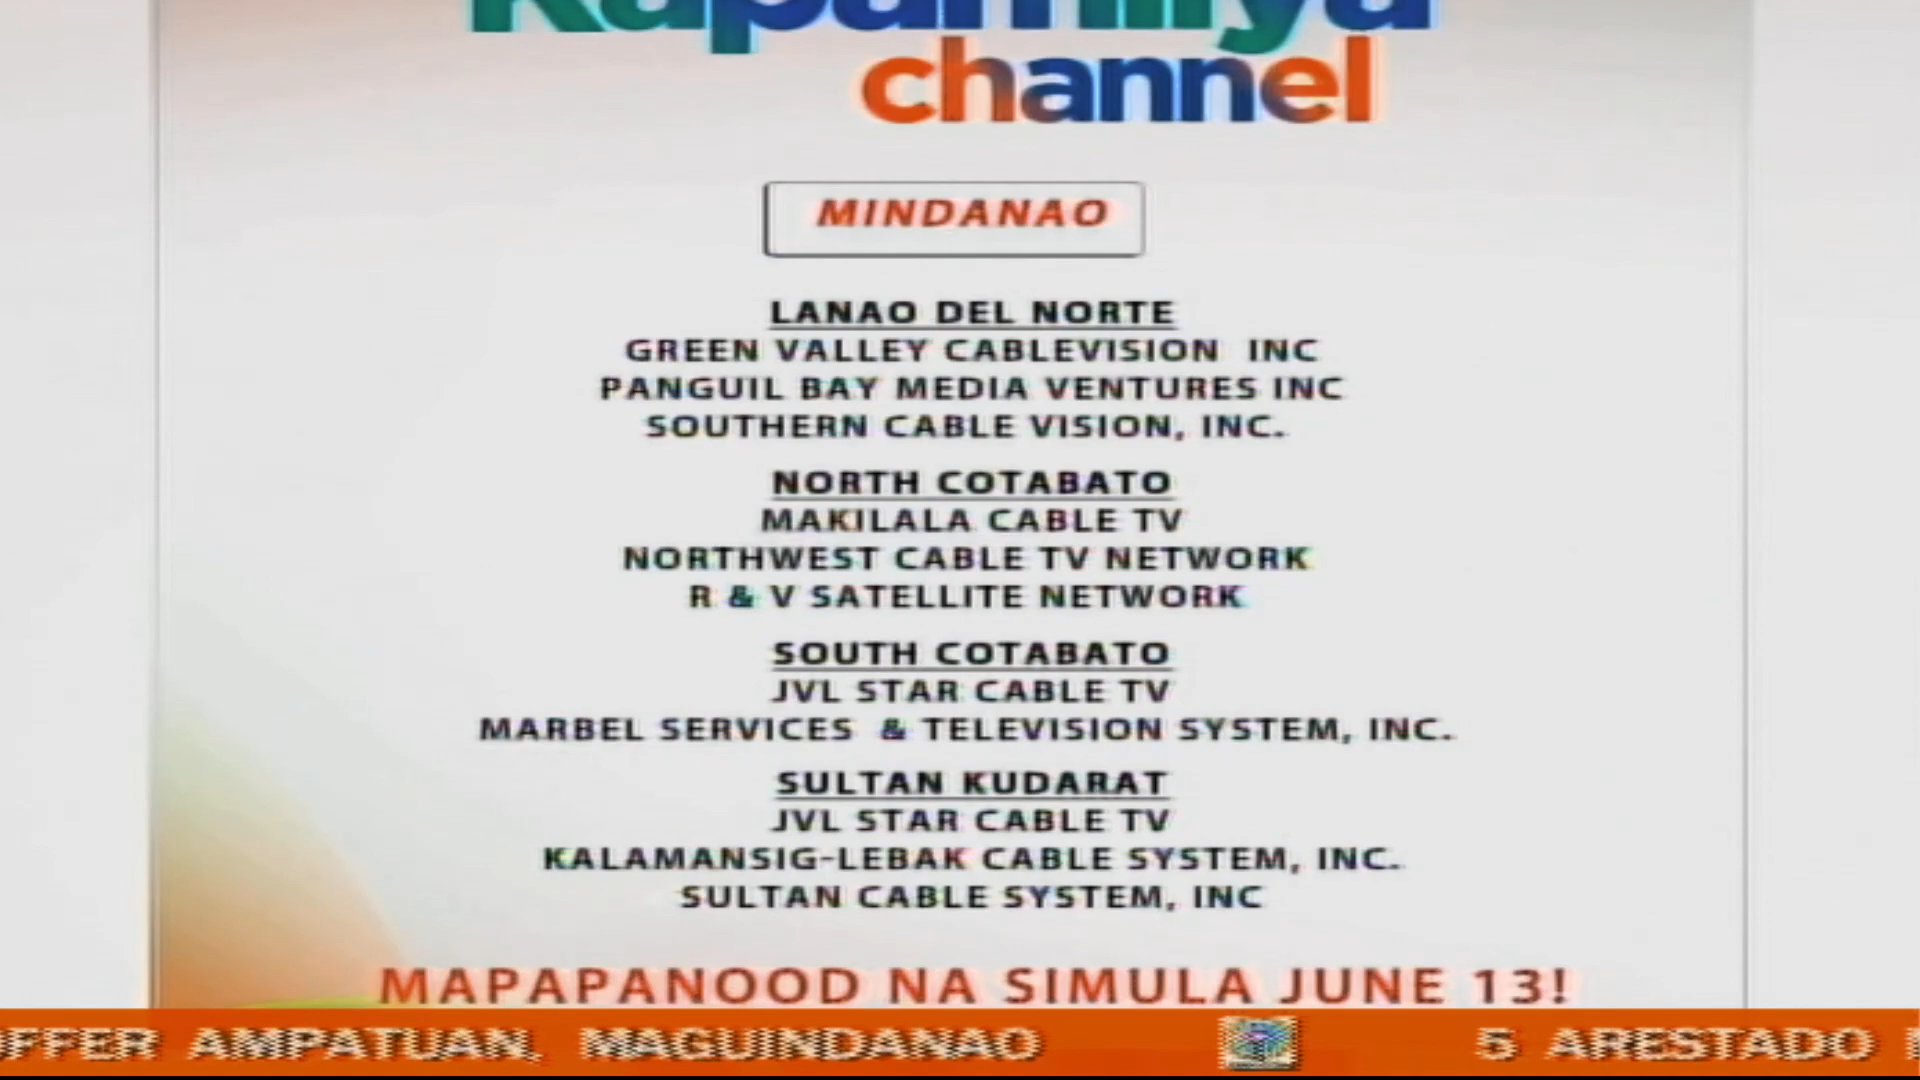 Kapamilya
channel
MINDANAO
LANAO DEL NORTE
GREEN VALLEY CABLEVISION INC
PANGUIL BAY MEDIA VENTURES INC
SOUTHERN CABLE VISION, INC.
NORTH COTABATO
MAKILALA CABLE TV
NORTHWEST CABLE TV NETWORK
R & V SATELLITE NETWORK
SOUTH COTABATO
JVL STAR CABLE TV
MARBEL SERVICES & TELEVISION SYSTEM, INC.
SULTAN KUDARAT
JVL STAR CABLE TV
KALAMANSIG-LEBAK CABLE SYSTEM, INC.
SULTAN CABLE SYSTEM, INC
MAPAPANOOD NA SIMULA JUNE 13!
AMPATUAN, MAGUINDANAO 5 ARESTADO